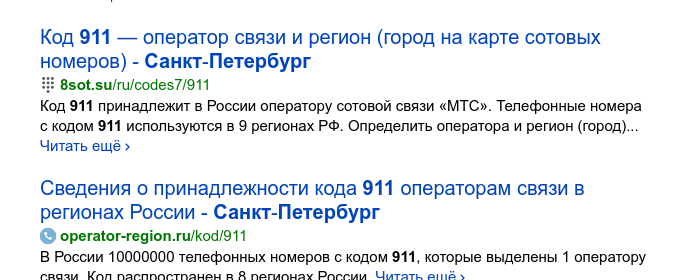 Код 911 — оператор связи и регион (город на карте сотовых
номеров) - Санкт-Петербург
8sot.su/ru/codes7/911
Код 911 принадлежит в России оператору сотовой связи «МТС». Телефонные номера
с кодом 911 используются в 9 регионах РФ. Определить оператора и регион (город)...
Читать ещё ›
Сведения о принадлежности кода 911 операторам связи в
регионах России - Санкт-Петербург
operator-region.ru/kod/911
В России 10000000 телефонных номеров с кодом 911, которые выделены 1 оператору
связи. Код распространен в 8 регионах России. Читать ещё ›